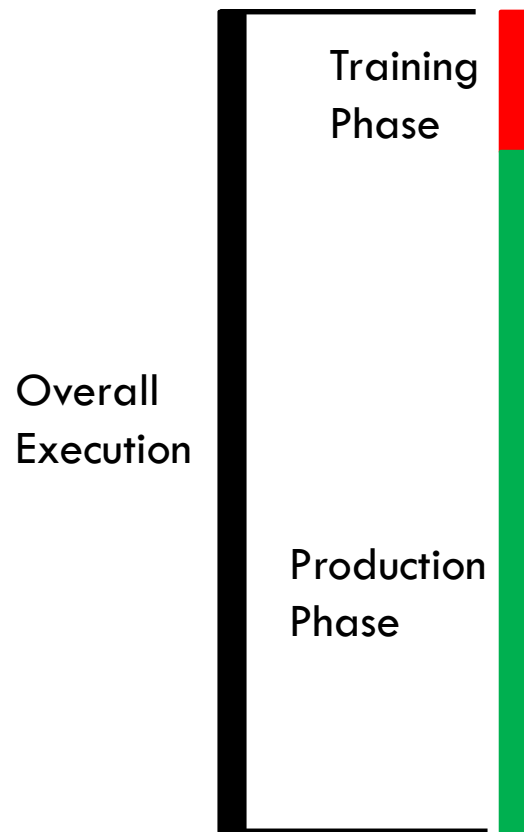 Training
Phase
Overall
Execution
Production
Phase